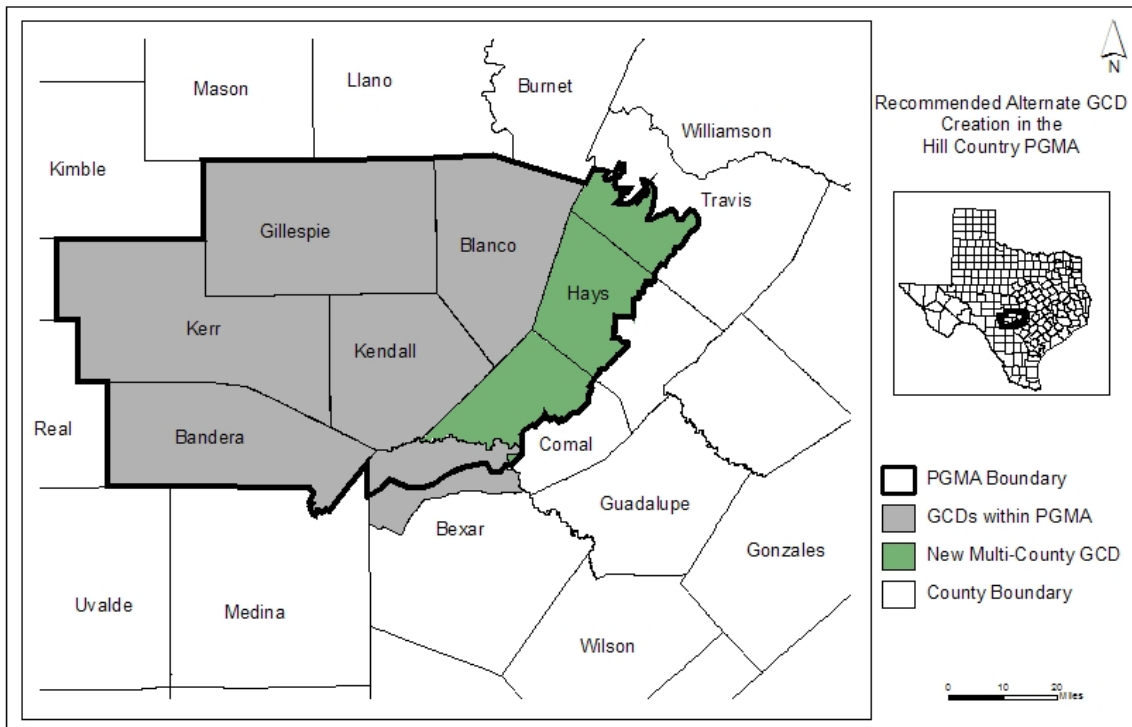 Mason
Llano
Burnet
Williamson
Kimble
Travis
Gillespie
Blanco
Hays
Kerr
Kendall
Real
Bandera
Comal
Guadalupe
Bexar
Gonzales
Uvalde
Medina
Wilson
N
Recommended Alternate GCD
Creation in the
Hill Country PGMA
PGMA Boundary
GCDs within PGMA
New Multi-County GCD
County Boundary
0 10 20
Miles